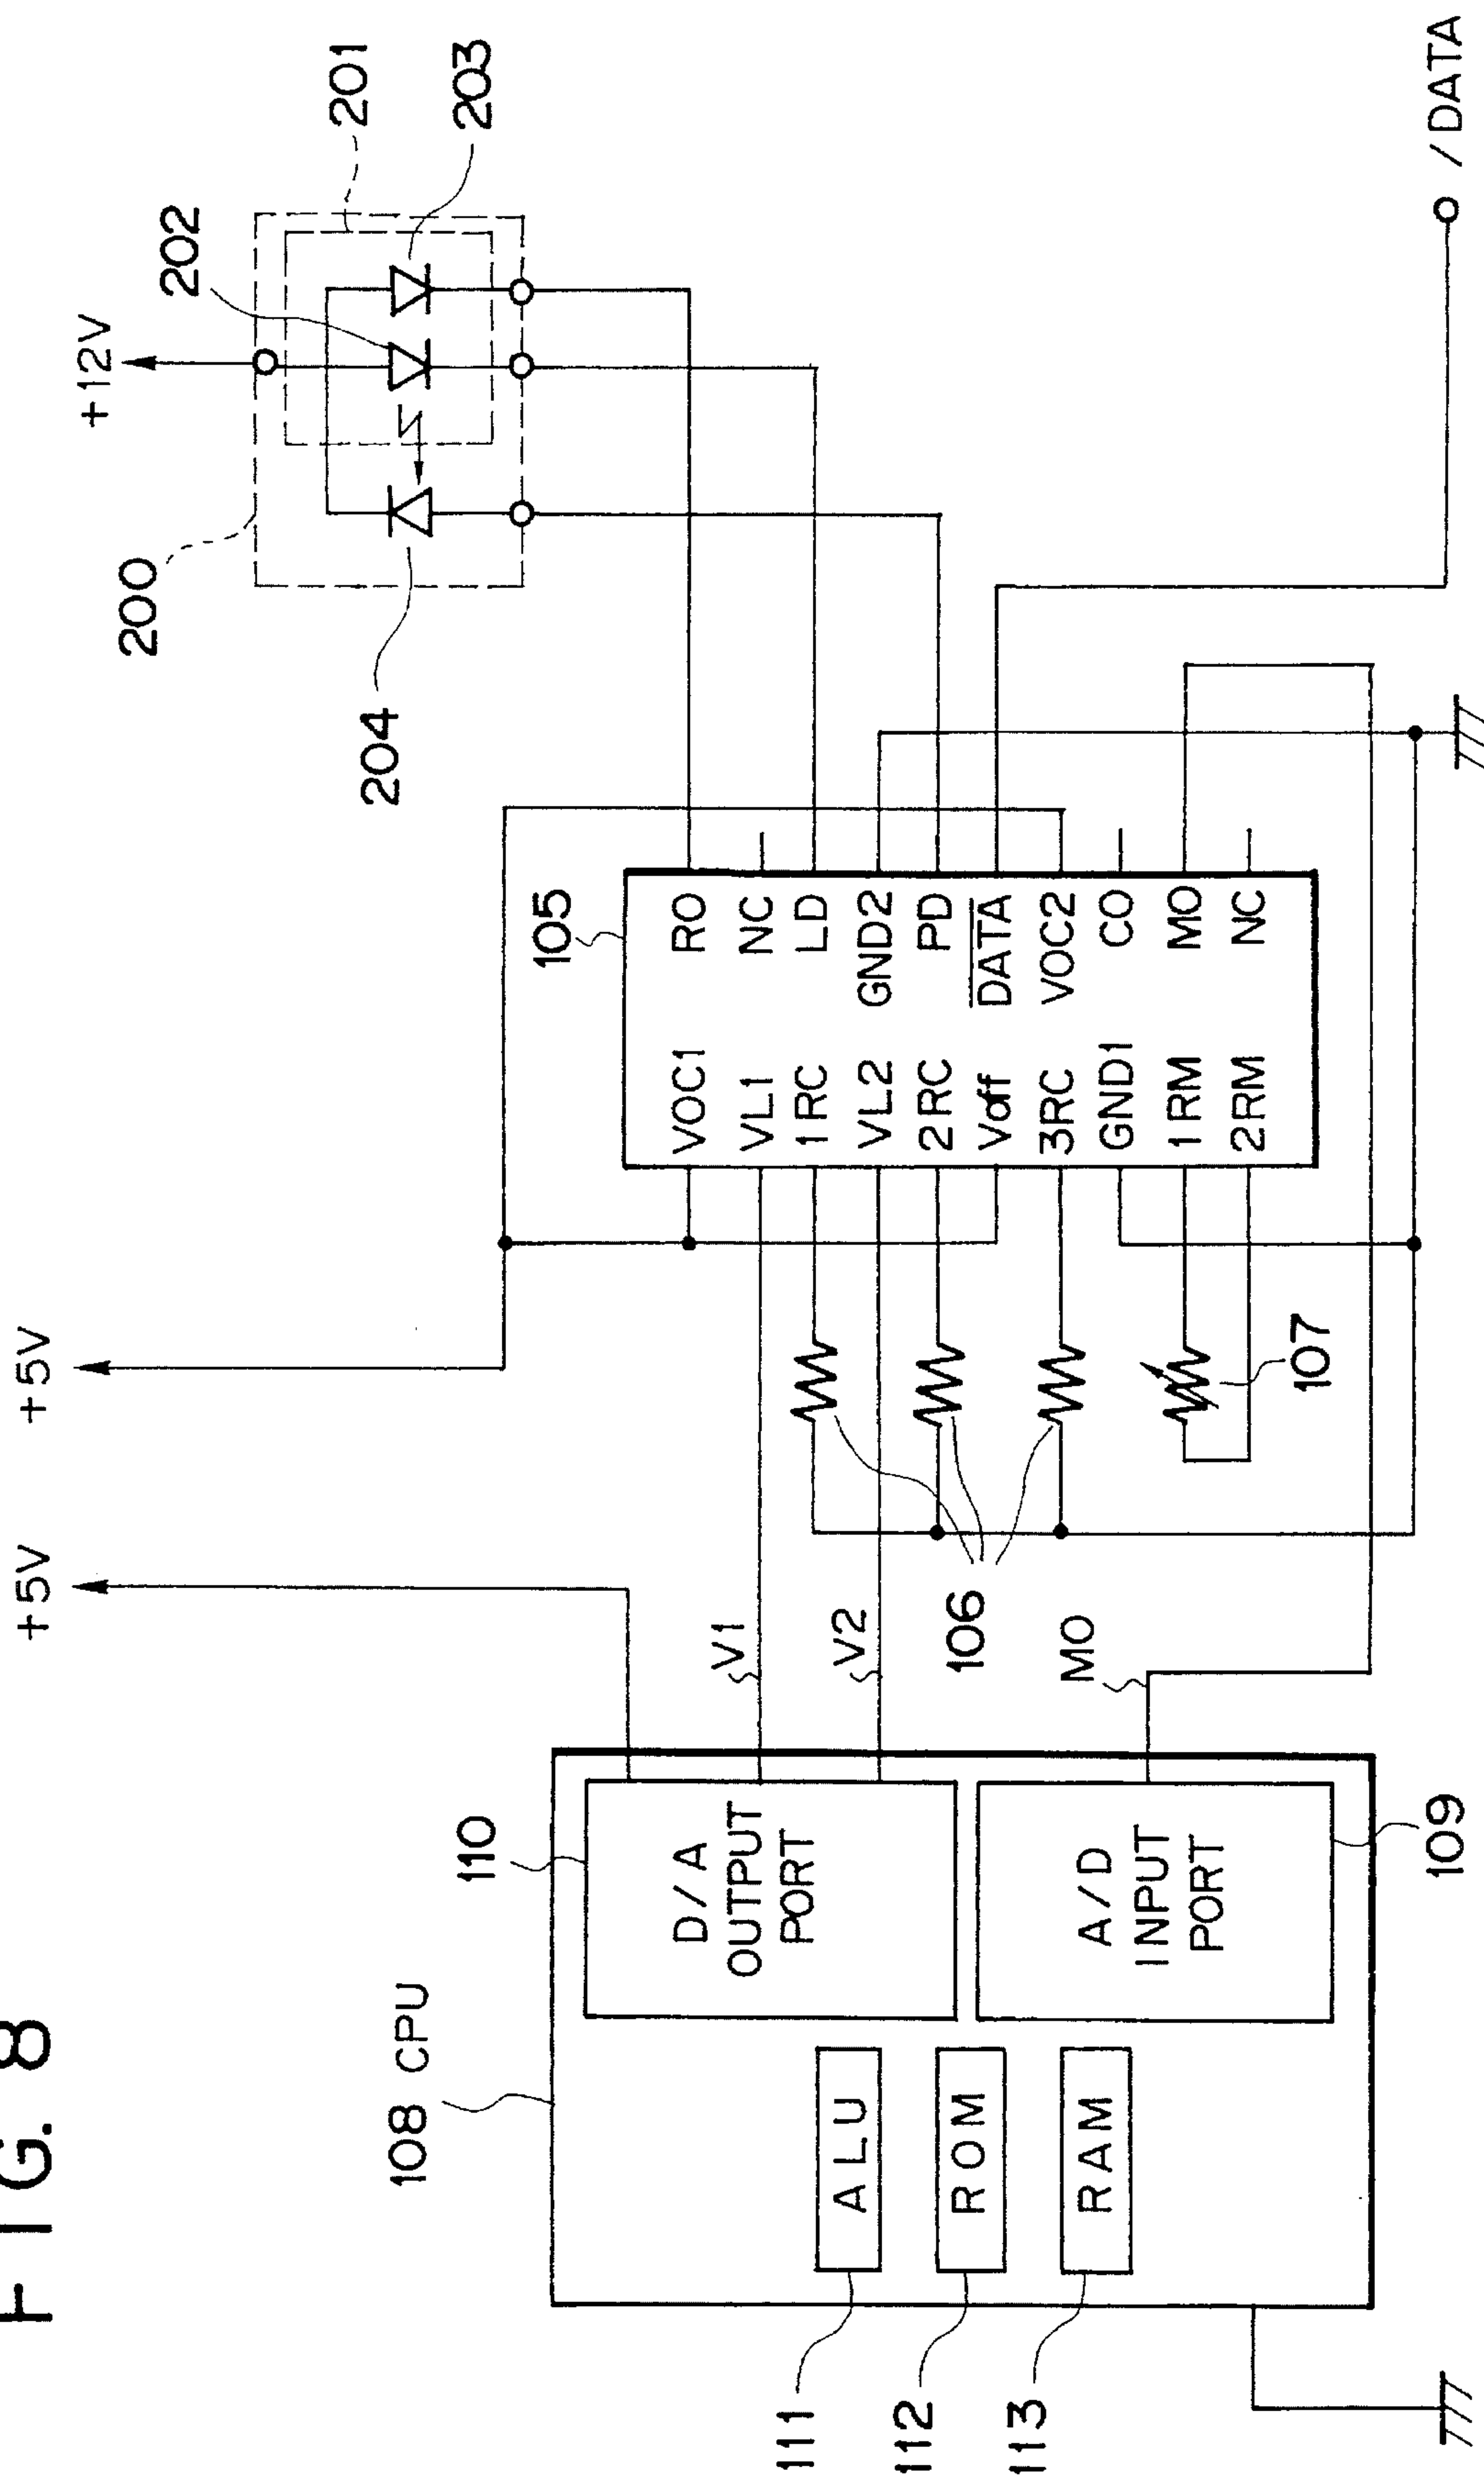 FIG. 8
+5V
+5V
+12V
200
202
201
203
204
108 CPU
110
D/A
OUTPUT
PORT
A/D
INPUT
PORT
109
ALU
ROM
RAM
111
112
113
V1
V2
MO
106
107
105
VOC1
VL1
1RC
VL2
2RC
Voff
3RC
GND1
1RM
2RM
RO
NC
LD
GND2
PD
DATA
VOC2
CO
MO
NC
/DATA